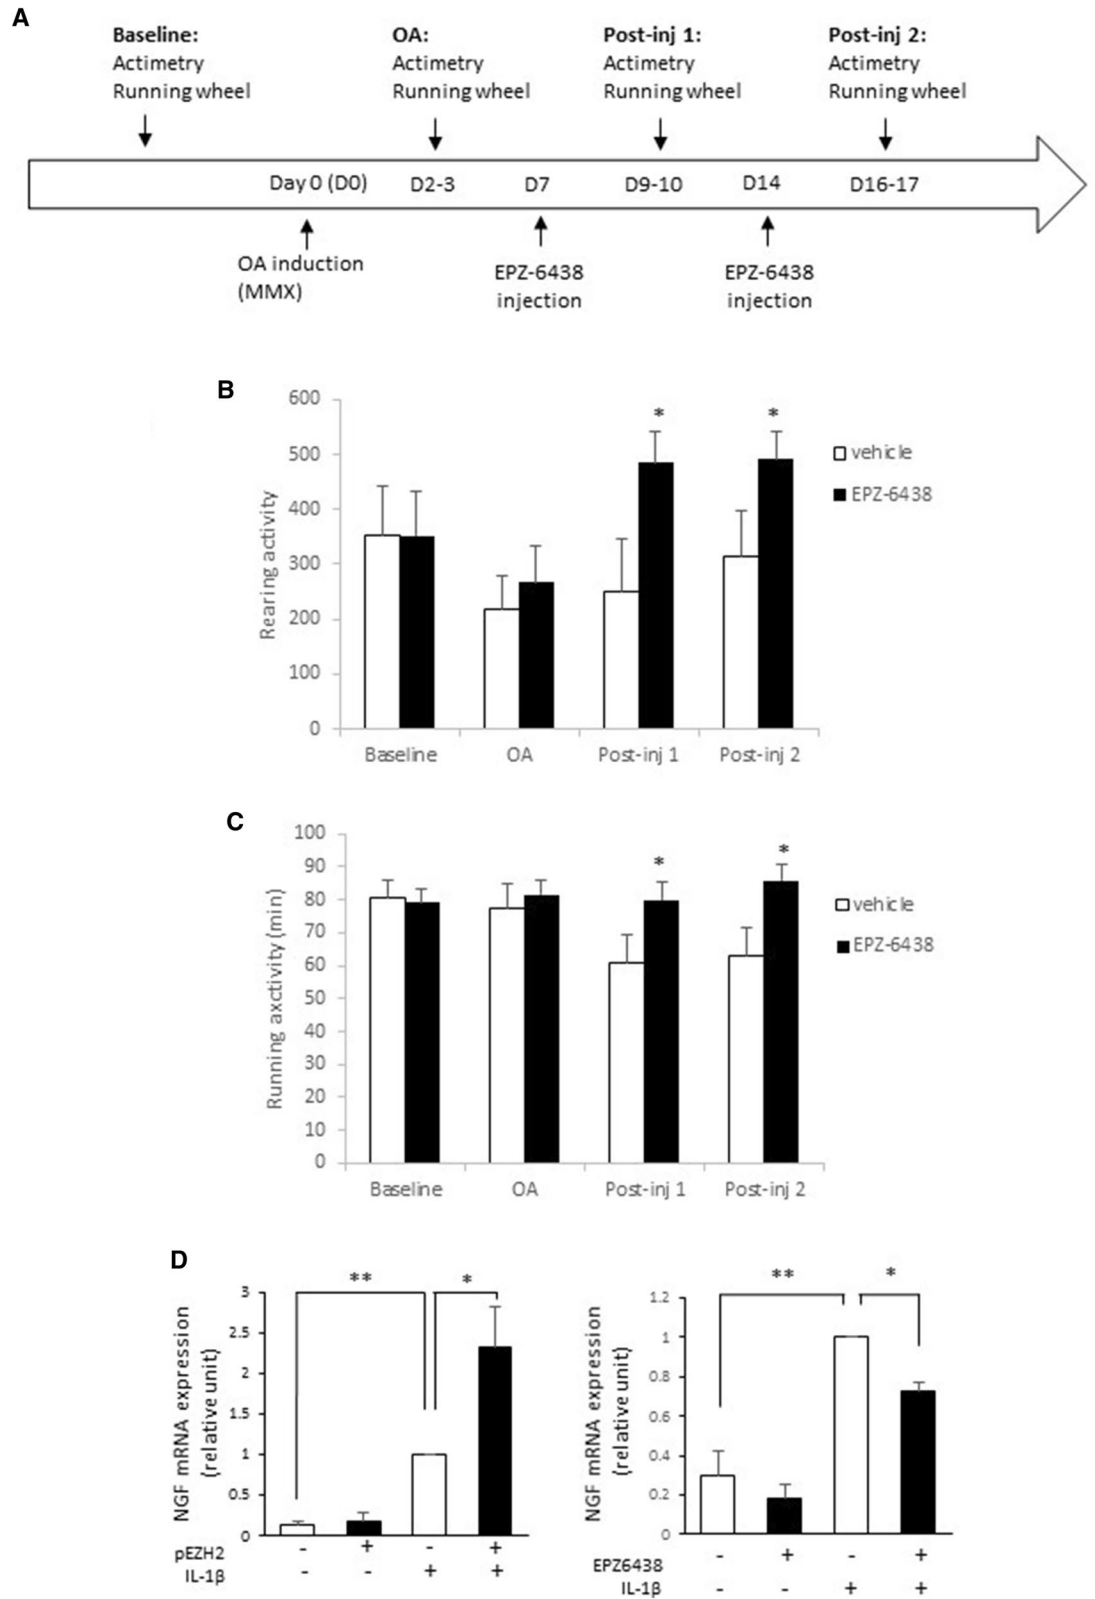 A
Baseline:
Actimetry
Running wheel
OA:
Actimetry
Running wheel
Post-inj 1:
Actimetry
Running wheel
Post-inj 2:
Actimetry
Running wheel
Day 0 (D0)
D2-3
D7
D9-10
D14
D16-17
OA induction
(MMX)
EPZ-6438
injection
EPZ-6438
injection
B
Rearing activity
600
500
400
300
200
100
0
*
*
vehicle
EPZ-6438
Baseline
OA
Post-inj 1
Post-inj 2
C
Running axctivity (min)
100
90
80
70
60
50
40
30
20
10
0
*
*
vehicle
EPZ-6438
Baseline
OA
Post-inj 1
Post-inj 2
D
NGF mRNA expression
(relative unit)
3
2.5
2
1.5
1
0.5
0
**
*
pEZH2 - + - +
IL-1β - - + +
NGF mRNA expression
(relative unit)
1.2
1
0.8
0.6
0.4
0.2
0
**
*
EPZ6438 - + - +
IL-1β - - + +